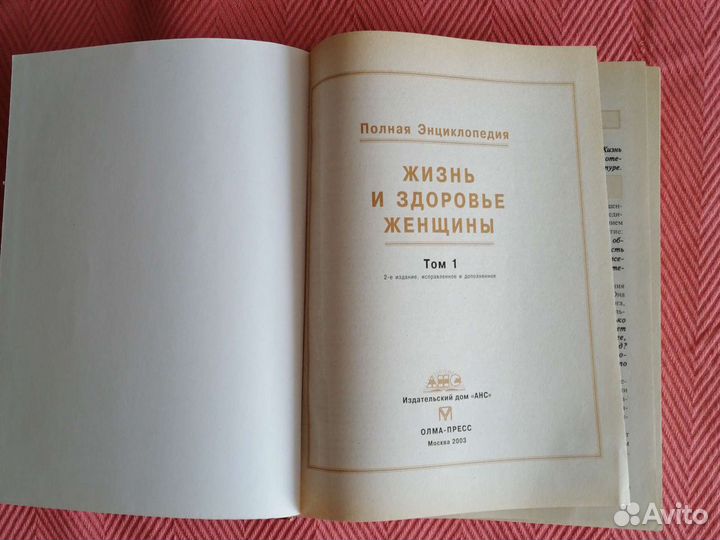 Полная Энциклопедия
ЖИЗНЬ
И ЗДОРОВЬЕ
ЖЕНЩИНЫ
Том 1
2-е издание, исправленное и дополненное
АНС
Издательский дом «АНС»
ОЛМА-ПРЕСС
Москва 2003
Жизнь
Avito